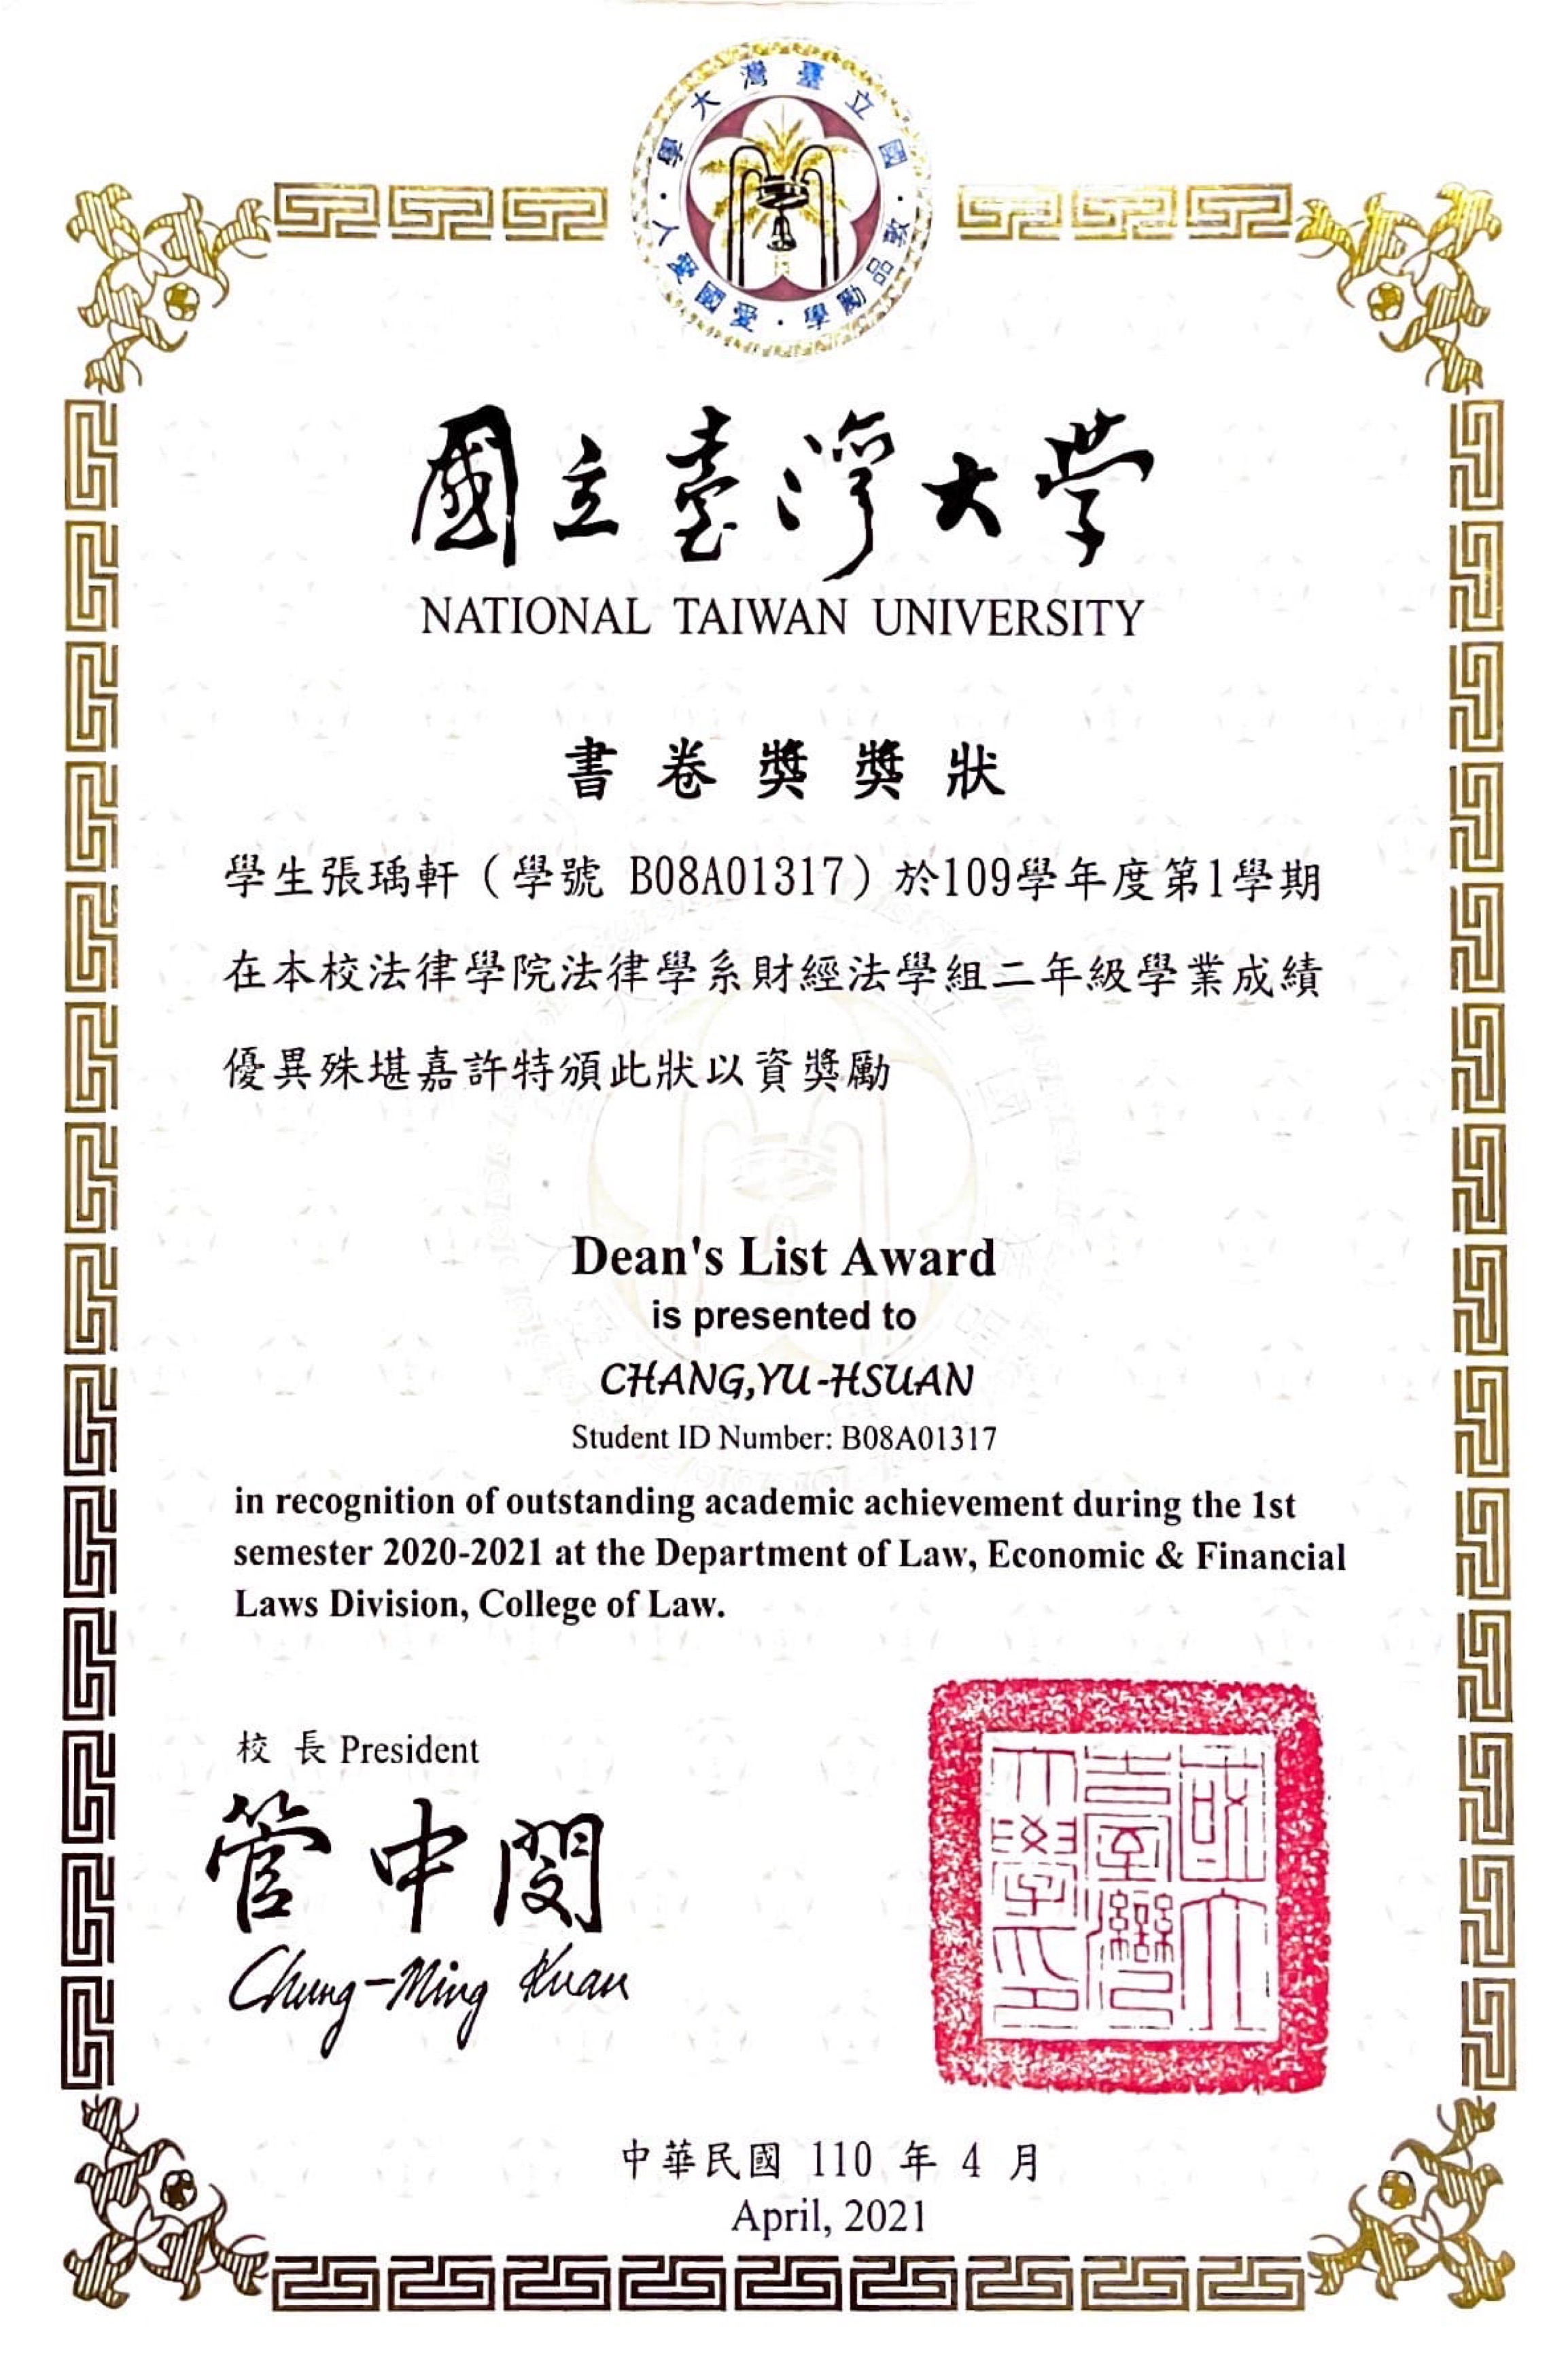 國立臺灣大學
敦品勵學·愛國愛人
國立臺灣大學
NATIONAL TAIWAN UNIVERSITY
書卷獎獎狀
學生張瑀軒（學號 B08A01317）於109學年度第1學期
在本校法律學院法律學系財經法學組二年級學業成績
優異殊堪嘉許特頒此狀以資獎勵
Dean's List Award
is presented to
CHANG,YU-HSUAN
Student ID Number: B08A01317
in recognition of outstanding academic achievement during the 1st
semester 2020-2021 at the Department of Law, Economic & Financial
Laws Division, College of Law.
校 長 President
管中閔
Chung-Ming Kuan
國立
臺灣
大學印
中華民國 110 年 4 月
April, 2021